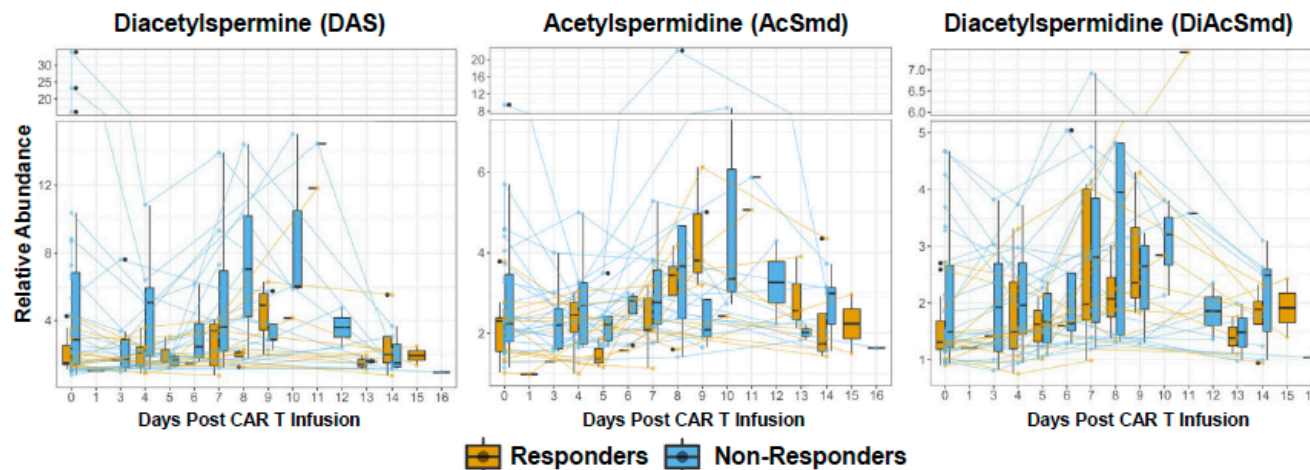 Diacetylspermine (DAS)
Acetylspermidine (AcSmd)
Diacetylspermidine (DiAcSmd)
Relative Abundance
30
25
20
12
8
4
20
16
12
8
6
4
2
7.0
6.5
6.0
5
4
3
2
1
0 1 3 4 5 6 7 8 9 10 11 12 13 14 15 16
0 1 3 4 5 6 7 8 9 10 11 12 13 14 15 16
0 1 3 4 5 6 7 8 9 10 11 12 13 14 15
Days Post CAR T Infusion
Days Post CAR T Infusion
Days Post CAR T Infusion
Responders
Non-Responders